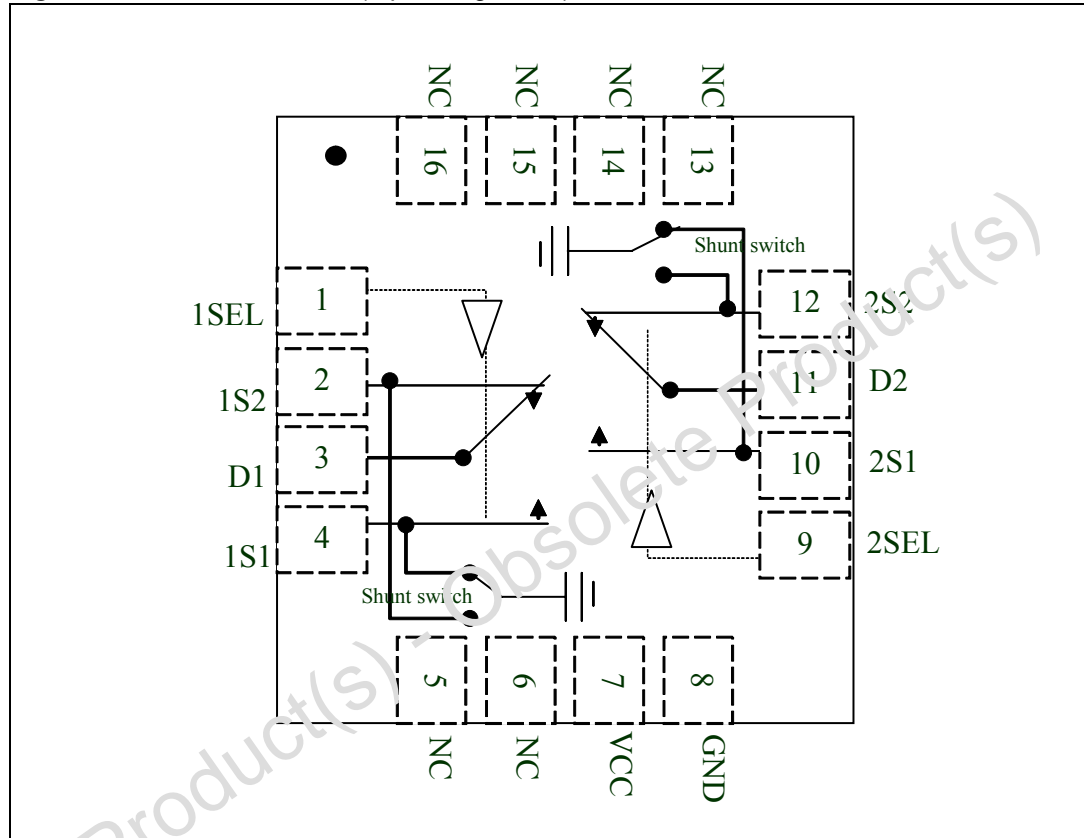 NC
NC
NC
NC
16
15
14
13
Shunt switch
1SEL
1
12
2S2
1S2
2
11
D2
D1
3
10
2S1
1S1
4
9
2SEL
Shunt switch
5
6
7
8
NC
NC
VCC
GND
Product(s) - Obsolete Product(s)